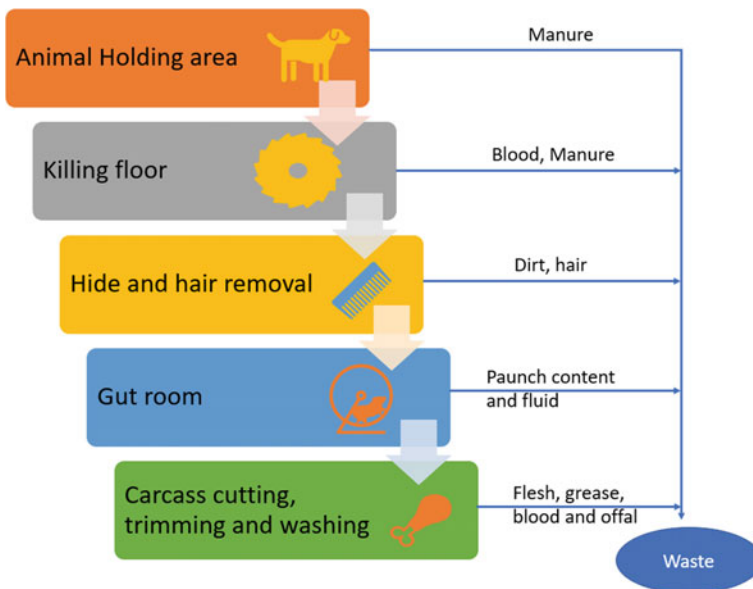 Animal Holding area
Manure
Killing floor
Blood, Manure
Hide and hair removal
Dirt, hair
Gut room
Paunch content
and fluid
Carcass cutting,
trimming and washing
Flesh, grease,
blood and offal
Waste